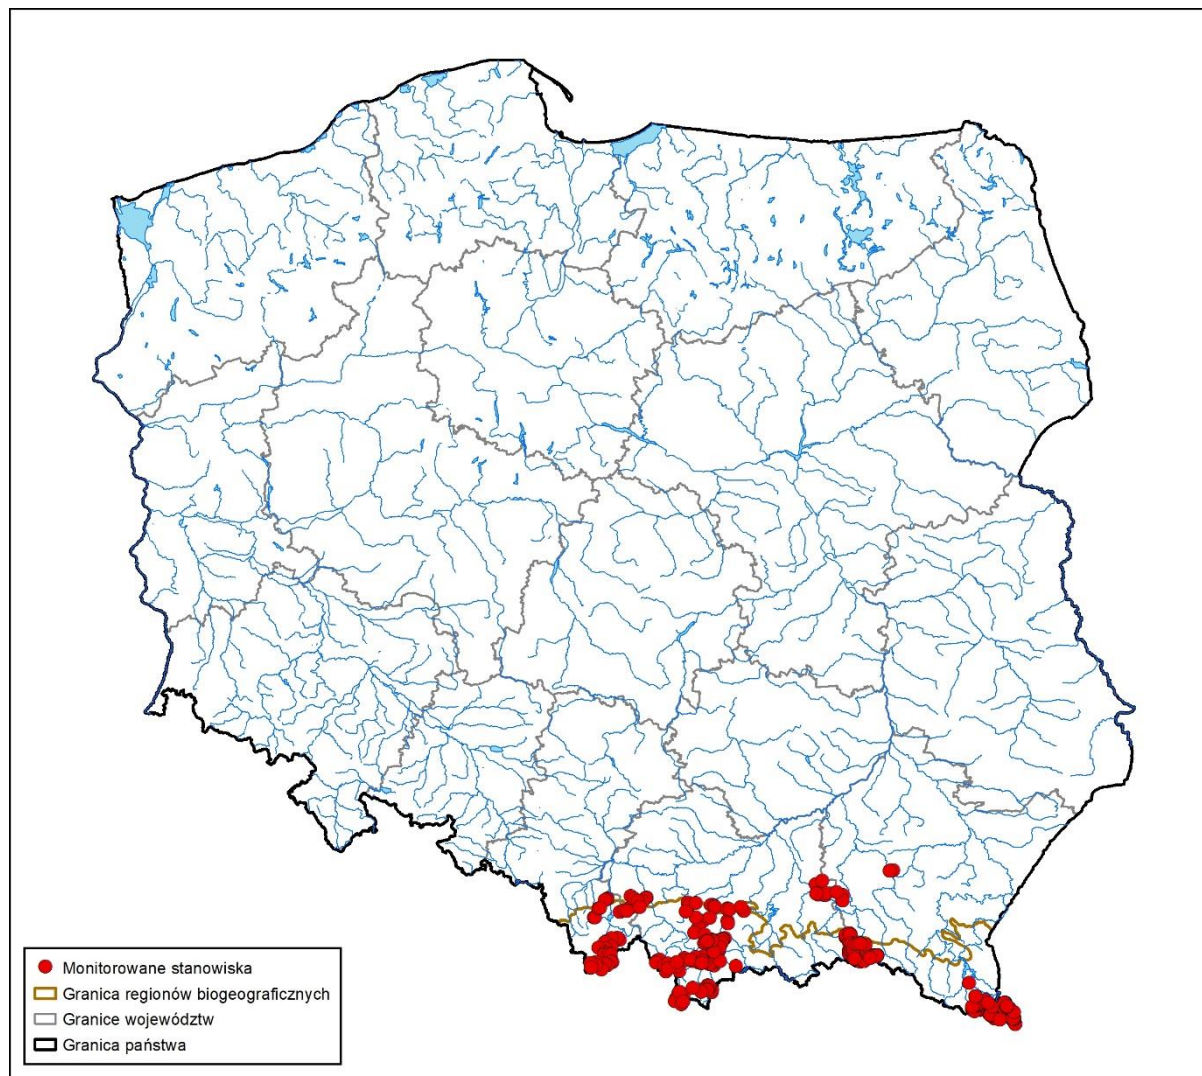 Monitorowane stanowiska
Granica regionów biogeograficznych
Granice województw
Granica państwa